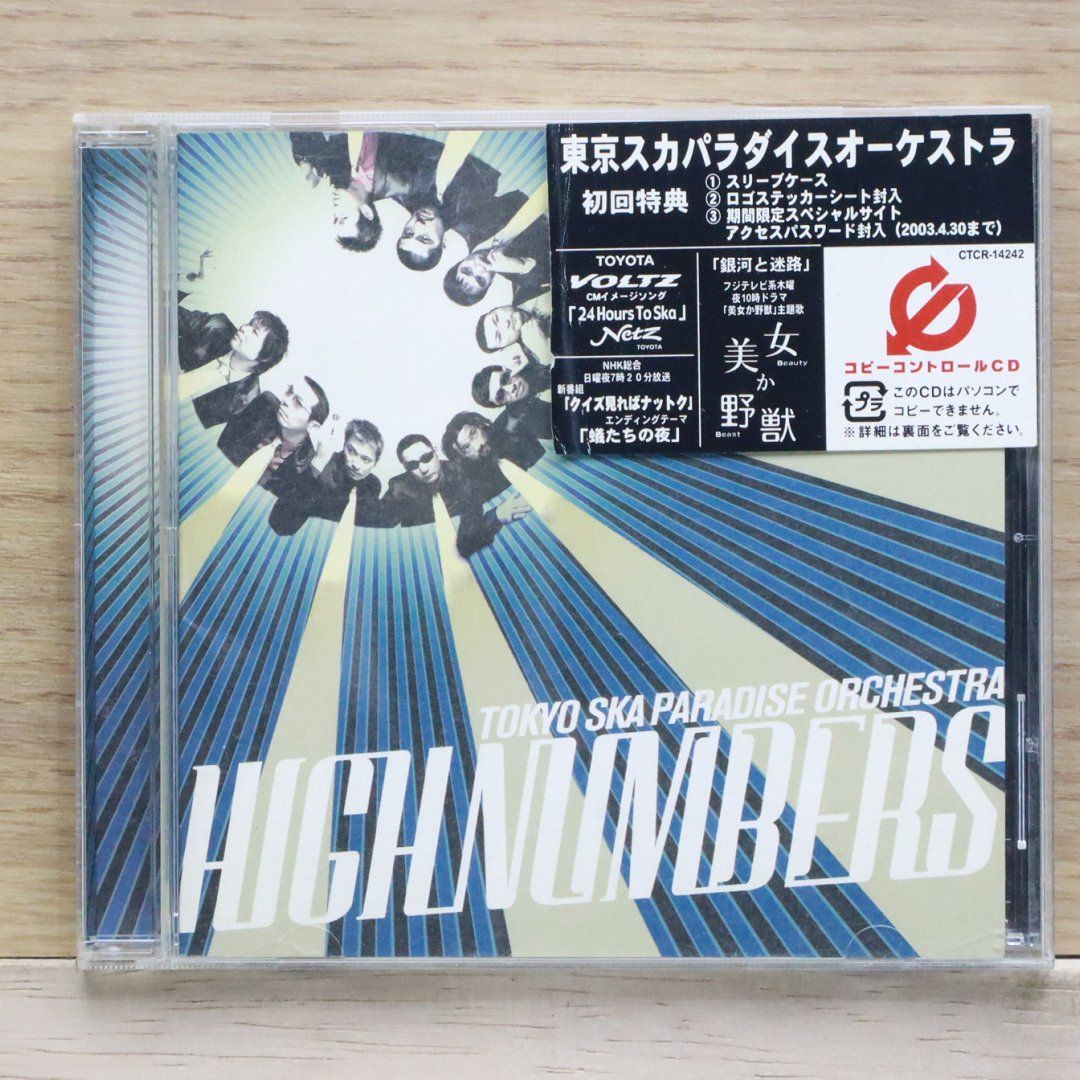 東京スカパラダイスオーケストラ
初回特典
① スリーブケース
② ロゴステッカーシート封入
③ 期間限定スペシャルサイト
アクセスパスワード封入(2003.4.30まで)
TOYOTA
VOLTZ
CMイメージソング
「24 Hours To Ska」
Netz
TOYOTA
NHK総合
日曜夜7時20分放送
新番組
「クイズ見ればナットク」
エンディングテーマ
「蟻たちの夜」
「銀河と迷路」
フジテレビ系木曜
夜10時ドラマ
「美女か野獣」主題歌
美女
Beauty
か
野獣
Beast
CTCR-14242
コピーコントロールCD
プラ
このCDはパソコンで
コピーできません。
※詳細は裏面をご覧ください。
TOKYO SKA PARADISE ORCHESTRA
HIGH NUMBERS